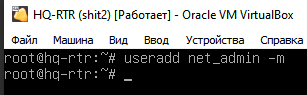 HQ-RTR (shit2) [Работает] - Oracle VM VirtualBox
Файл Машина Вид Ввод Устройства Справка
root@hq-rtr:~# useradd net_admin -m
root@hq-rtr:~# _